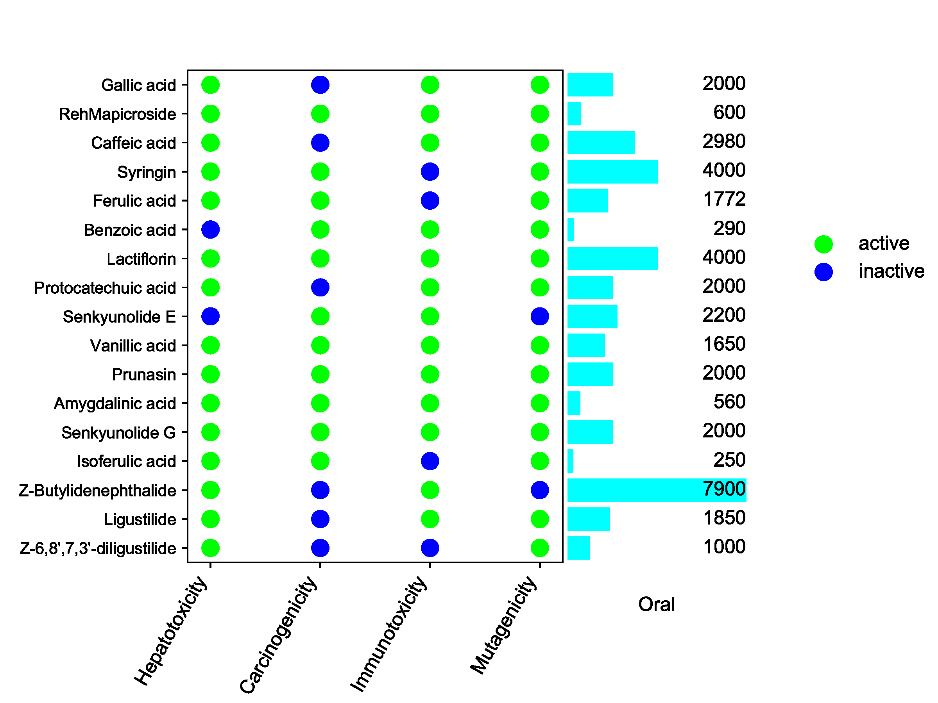 Gallic acid 2000
RehMapicroside 600
Caffeic acid 2980
Syringin 4000
Ferulic acid 1772
Benzoic acid 290
Lactiflorin 4000
Protocatechuic acid 2000
Senkyunolide E 2200
Vanillic acid 1650
Prunasin 2000
Amygdalinic acid 560
Senkyunolide G 2000
Isoferulic acid 250
Z-Butylidenephthalide 7900
Ligustilide 1850
Z-6,8',7,3'-diligustilide 1000
Hepatotoxicity
Carcinogenicity
Immunotoxicity
Mutagenicity
Oral
active
inactive